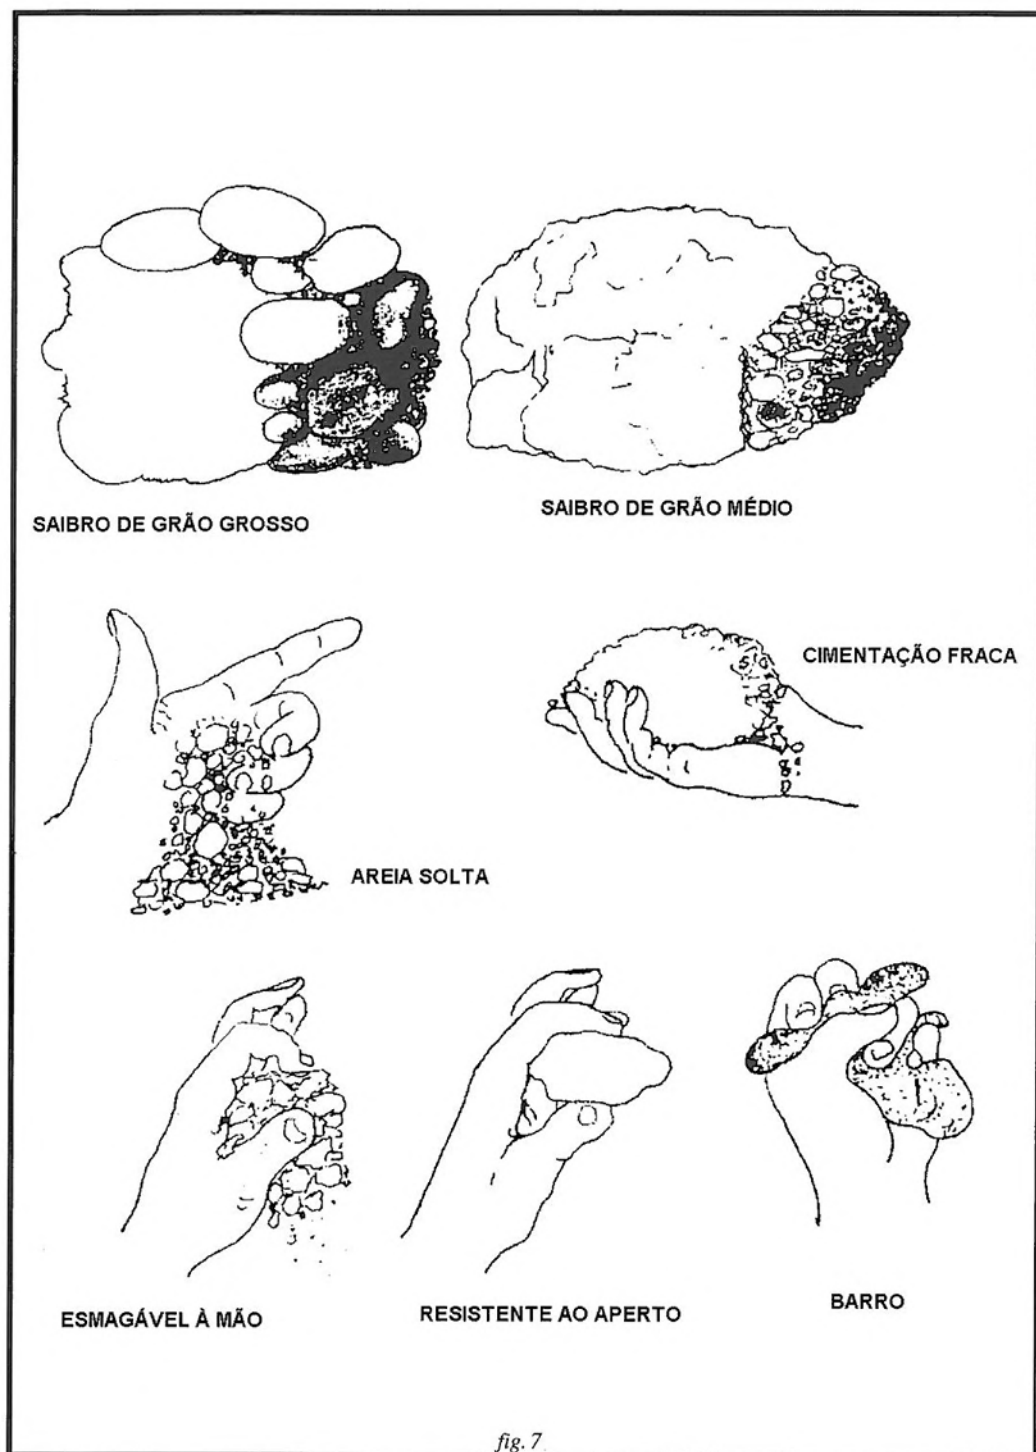 SAIBRO DE GRÃO GROSSO
SAIBRO DE GRÃO MÉDIO
CIMENTAÇÃO FRACA
AREIA SOLTA
ESMAGÁVEL À MÃO
RESISTENTE AO APERTO
BARRO
fig. 7